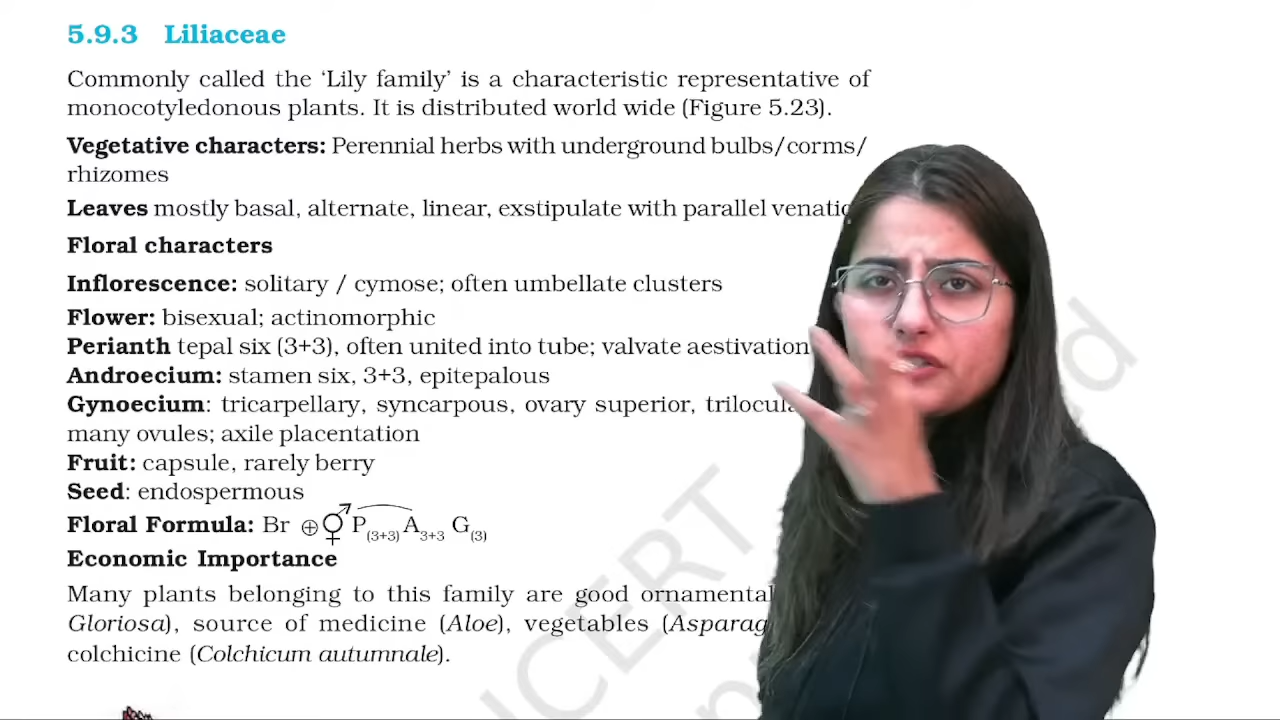 5.9.3 Liliaceae
Commonly called the ‘Lily family’ is a characteristic representative of
monocotyledonous plants. It is distributed world wide (Figure 5.23).
Vegetative characters: Perennial herbs with underground bulbs/corms/
rhizomes
Leaves mostly basal, alternate, linear, exstipulate with parallel
Floral characters
Inflorescence: solitary / cymose; often umbellate clusters
Flower: bisexual; actinomorphic
Perianth tepal six (3+3), often united into tube; valvate aestivation
Androecium: stamen six, 3+3, epitepalous
Gynoecium: tricarpellary, syncarpous, ovary superior,
many ovules; axile placentation
Fruit: capsule, rarely berry
Seed: endospermous
Floral Formula: Br ⊕ ⚥ P(3+3) A3+3 G(3)
Economic Importance
Many plants belonging to this family are good
Gloriosa), source of medicine (Aloe), vegetables
colchicine (Colchicum autumnale).
NCERT